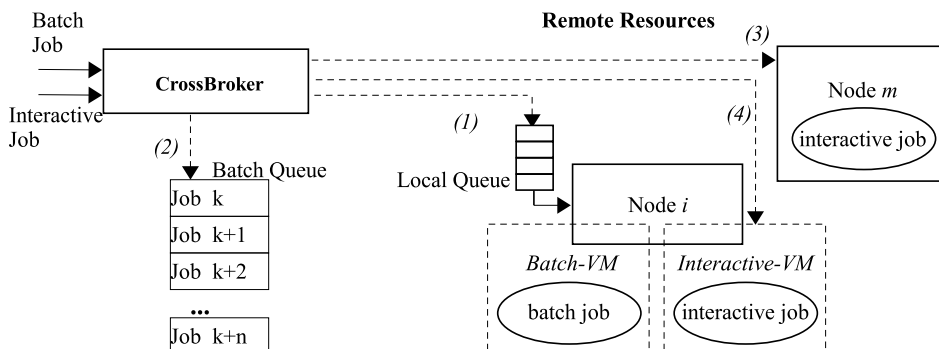 Batch
Job
Remote Resources
(3)
CrossBroker
Node m
Interactive
Job
(1)
(4)
interactive job
(2)
Batch Queue
Local Queue
Job k
Node i
Job k+1
Job k+2
Batch-VM
Interactive-VM
batch job
interactive job
...
Job k+n